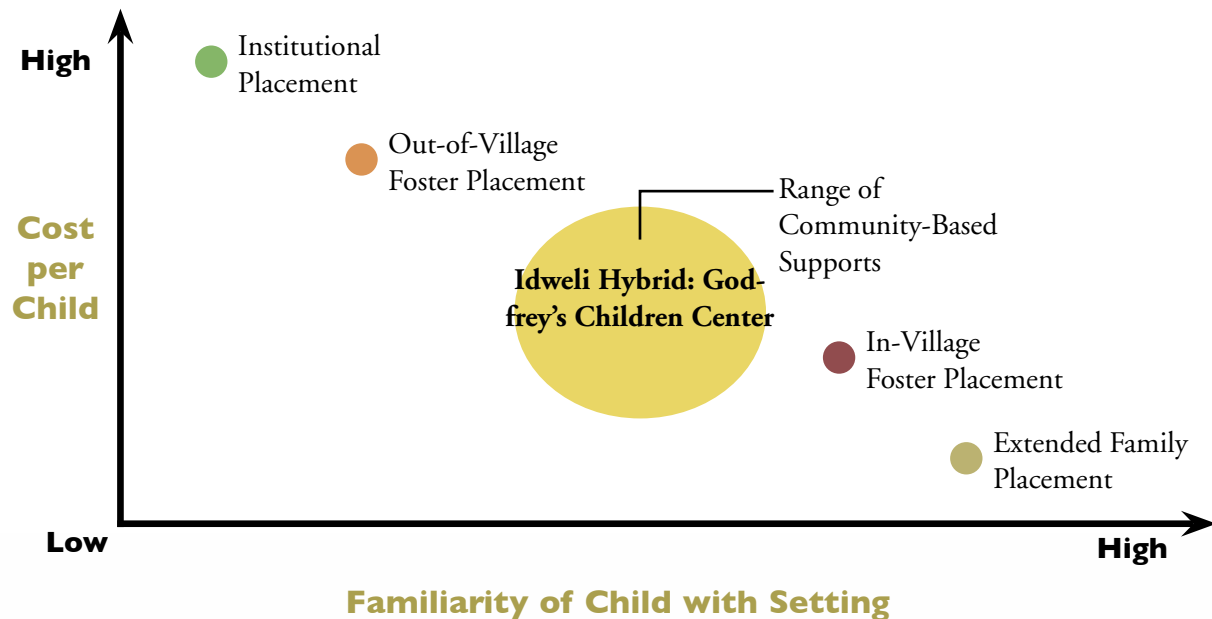 High
Institutional
Placement
Out-of-Village
Foster Placement
Range of
Community-Based
Supports
Cost
per
Child
Idweli Hybrid: God-
frey’s Children Center
In-Village
Foster Placement
Extended Family
Placement
Low
High
Familiarity of Child with Setting